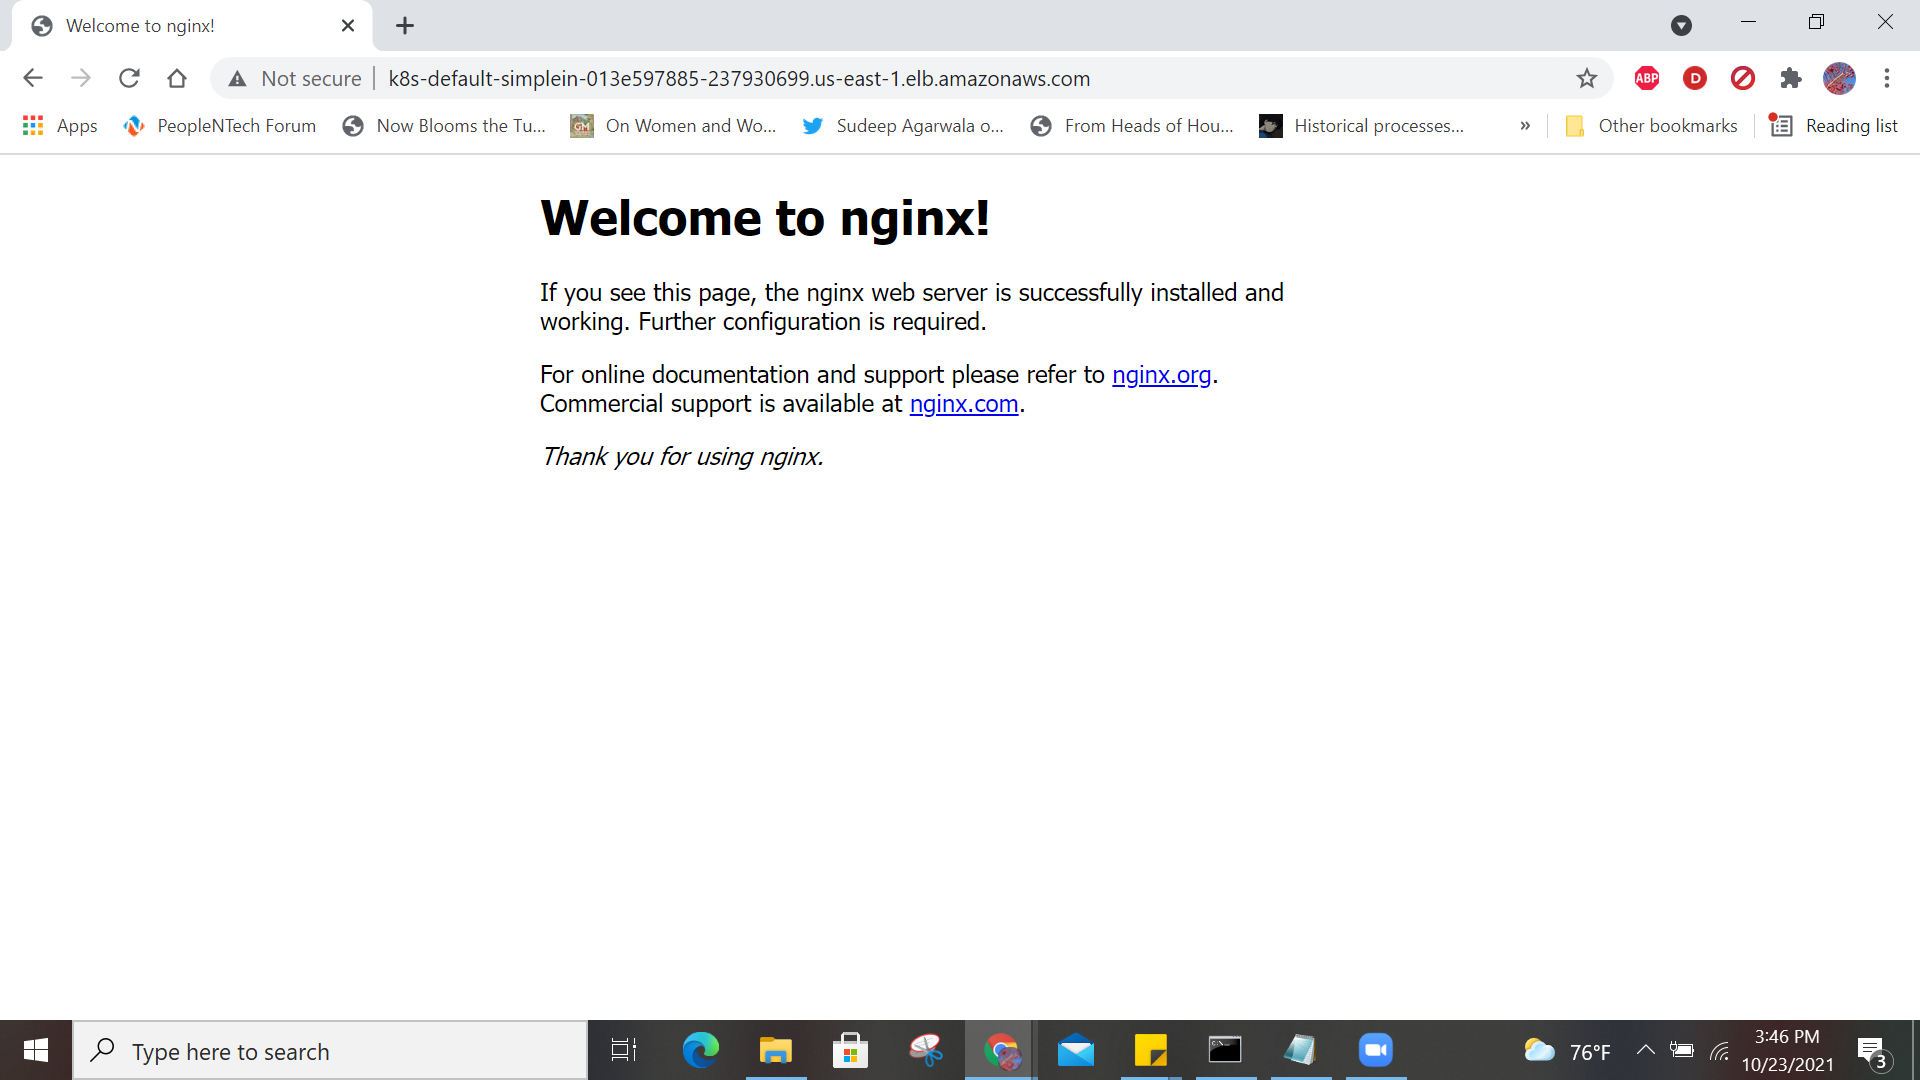 Welcome to nginx!
Not secure
k8s-default-simplein-013e597885-237930699.us-east-1.elb.amazonaws.com
ABP
D
Apps
PeopleNTech Forum
Now Blooms the Tu...
GM
On Women and Wo...
Sudeep Agarwala o...
From Heads of Hou...
Historical processes...
»
Other bookmarks
Reading list
Welcome to nginx!
If you see this page, the nginx web server is successfully installed and
working. Further configuration is required.
For online documentation and support please refer to nginx.org.
Commercial support is available at nginx.com.
Thank you for using nginx.
Type here to search
76°F
3:46 PM
10/23/2021
3